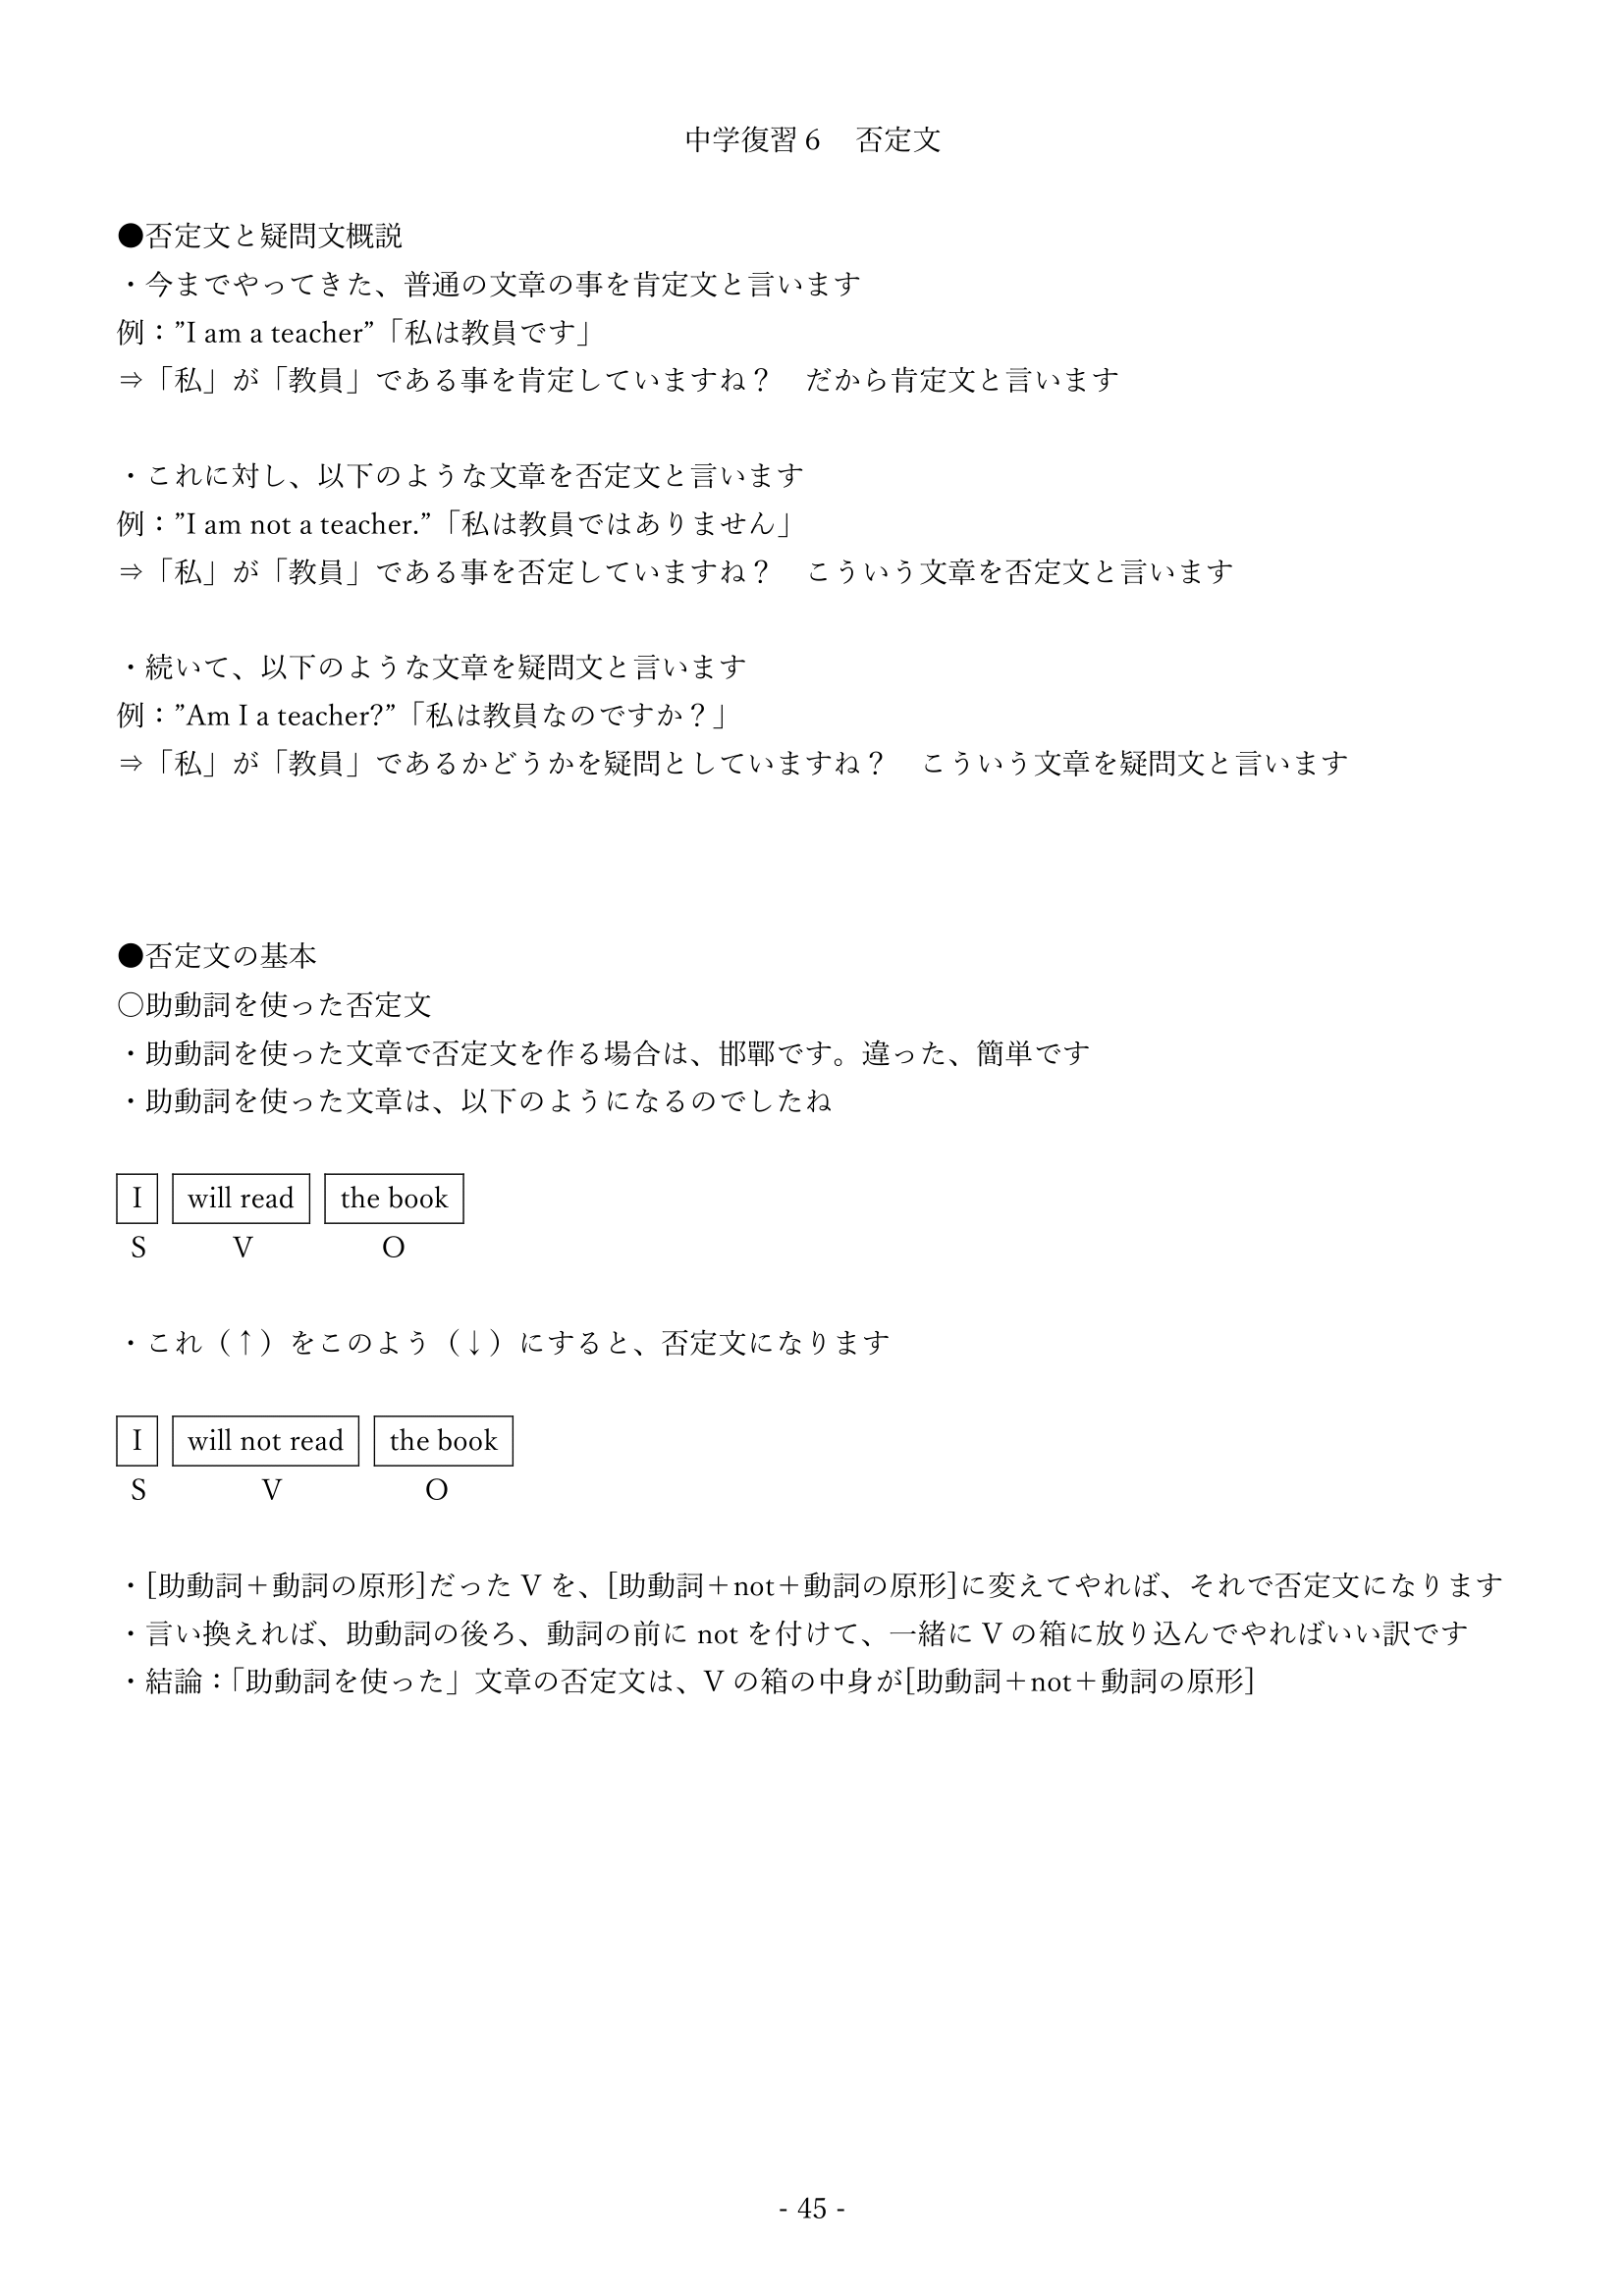 中学復習６　否定文
●否定文と疑問文概説
・今までやってきた、普通の文章の事を肯定文と言います
例：”I am a teacher”「私は教員です」
⇒「私」が「教員」である事を肯定していますね？　だから肯定文と言います
・これに対し、以下のような文章を否定文と言います
例：”I am not a teacher.”「私は教員ではありません」
⇒「私」が「教員」である事を否定していますね？　こういう文章を否定文と言います
・続いて、以下のような文章を疑問文と言います
例：”Am I a teacher?”「私は教員なのですか？」
⇒「私」が「教員」であるかどうかを疑問としていますね？　こういう文章を疑問文と言います
●否定文の基本
○助動詞を使った否定文
・助動詞を使った文章で否定文を作る場合は、邯鄲です。違った、簡単です
・助動詞を使った文章は、以下のようになるのでしたね
I will read the book
S V O
・これ（↑）をこのよう（↓）にすると、否定文になります
I will not read the book
S V O
・[助動詞＋動詞の原形]だった V を、[助動詞＋not＋動詞の原形]に変えてやれば、それで否定文になります
・言い換えれば、助動詞の後ろ、動詞の前に not を付けて、一緒に V の箱に放り込んでやればいい訳です
・結論：「助動詞を使った」文章の否定文は、V の箱の中身が[助動詞＋not＋動詞の原形]
- 45 -